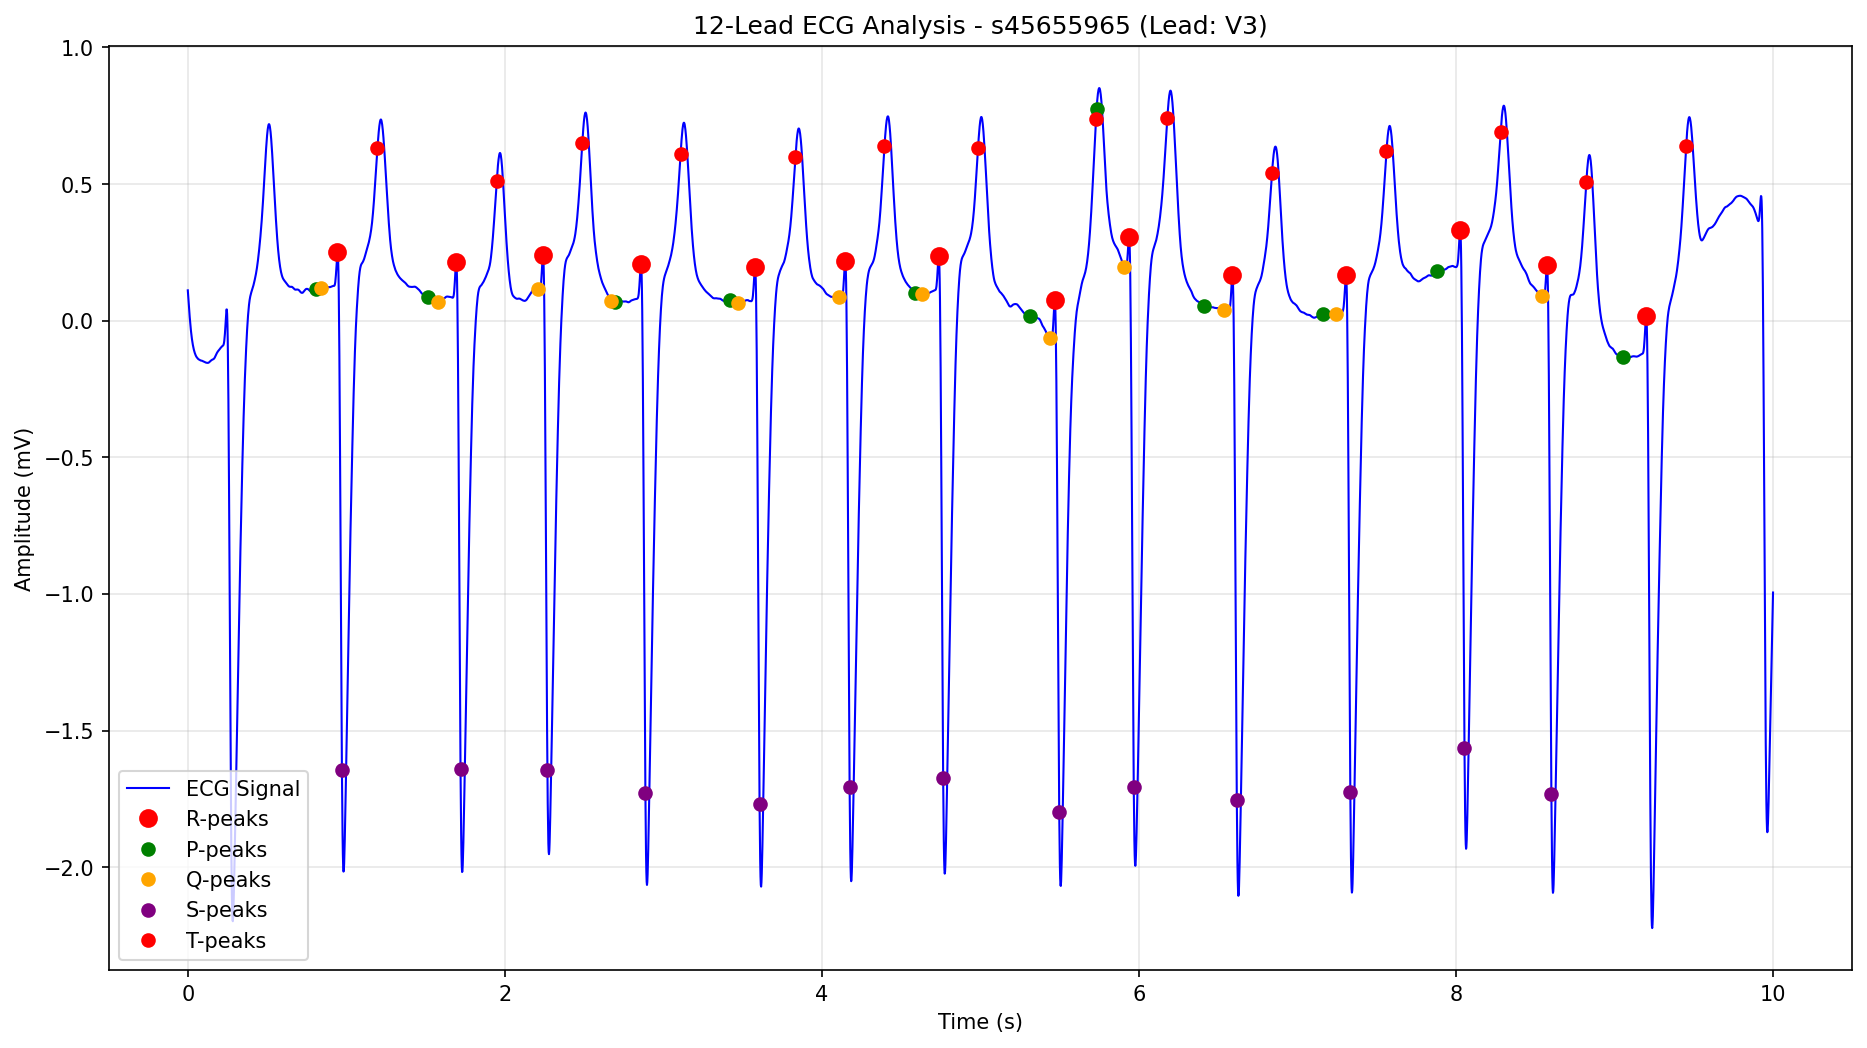 12-Lead ECG Analysis - s45655965 (Lead: V3)
1.0
0.5
0.0
−0.5
−1.0
−1.5
−2.0
Amplitude (mV)
ECG Signal
R-peaks
P-peaks
Q-peaks
S-peaks
T-peaks
0 2 4 6 8 10
Time (s)